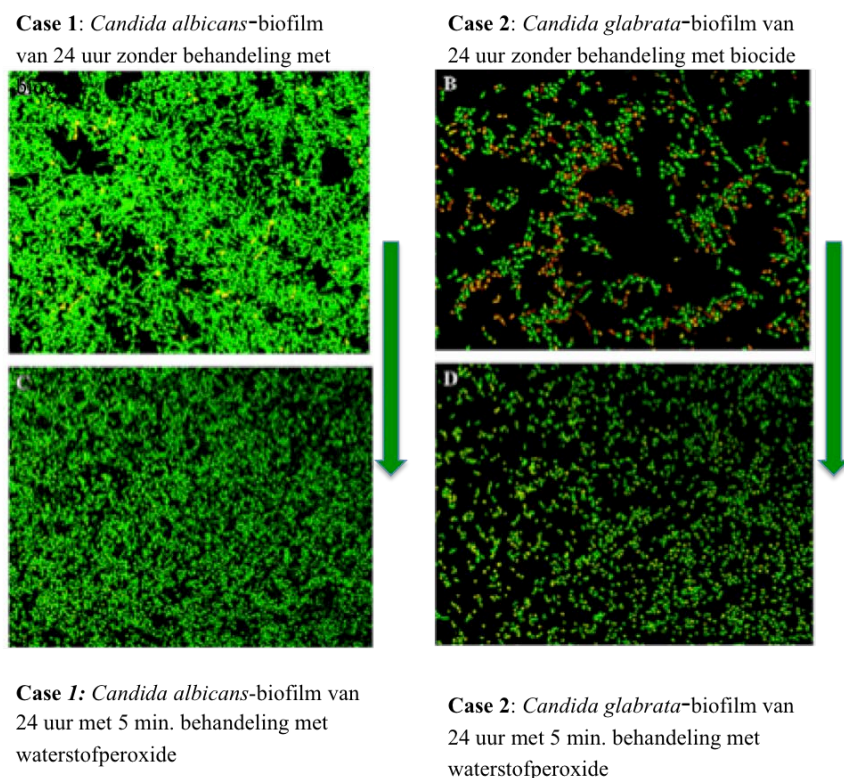 Case 1: Candida albicans-biofilm
van 24 uur zonder behandeling met
Case 2: Candida glabrata-biofilm van
24 uur zonder behandeling met biocide
B
C
D
Case 1: Candida albicans-biofilm van
24 uur met 5 min. behandeling met
waterstofperoxide
Case 2: Candida glabrata-biofilm van
24 uur met 5 min. behandeling met
waterstofperoxide